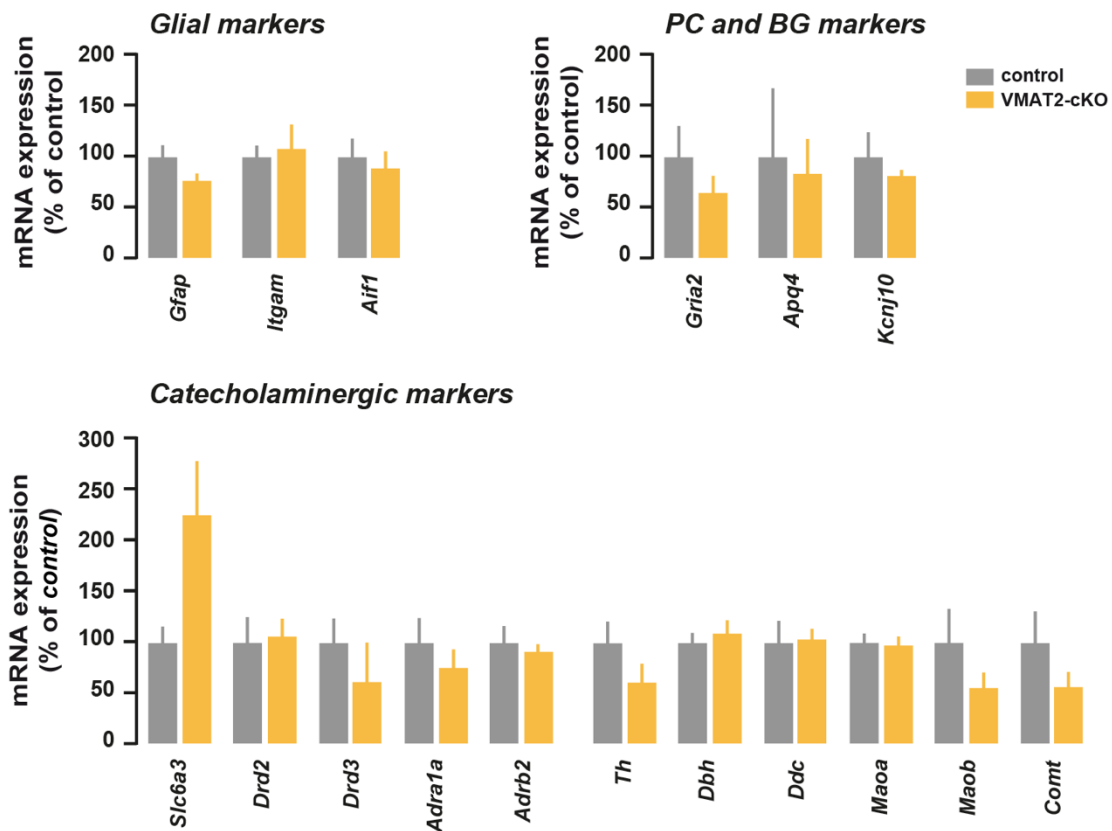 Glial markers
mRNA expression
(% of control
200
150
100
50
0
Gfap
Itgam
Aif1
PC and BG markers
mRNA expression
(% of control)
200
150
100
50
0
Gria2
Apq4
Kcnj10
control
VMAT2-cKO
Catecholaminergic markers
mRNA expression
(% of control)
300
250
200
150
100
50
0
Slc6a3
Drd2
Drd3
Adra1a
Adrb2
Th
Dbh
Ddc
Maoa
Maob
Comt